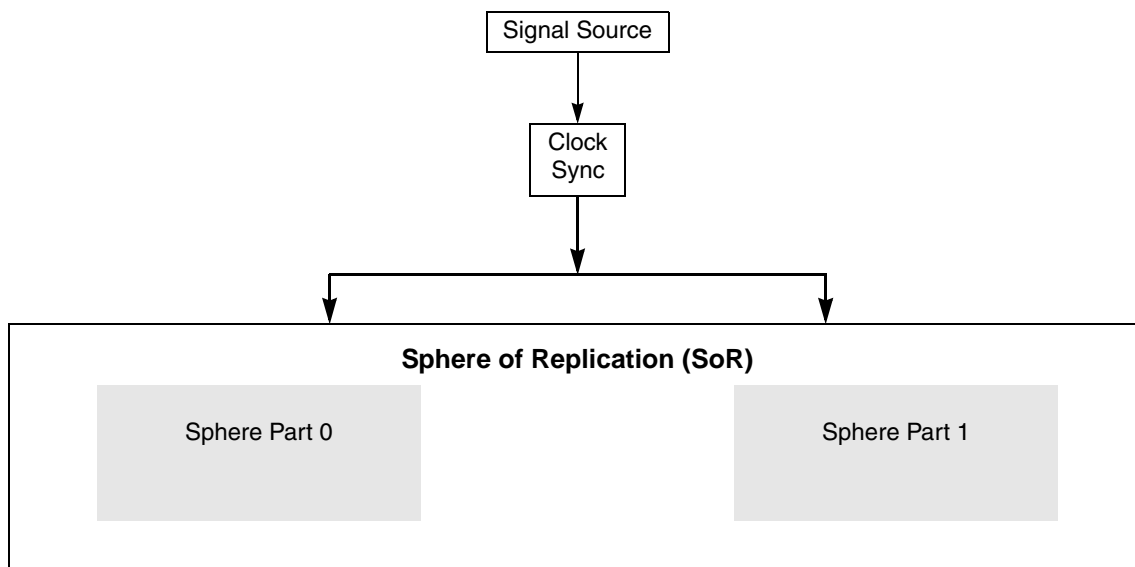 Signal Source
Clock
Sync
Sphere of Replication (SoR)
Sphere Part 0
Sphere Part 1